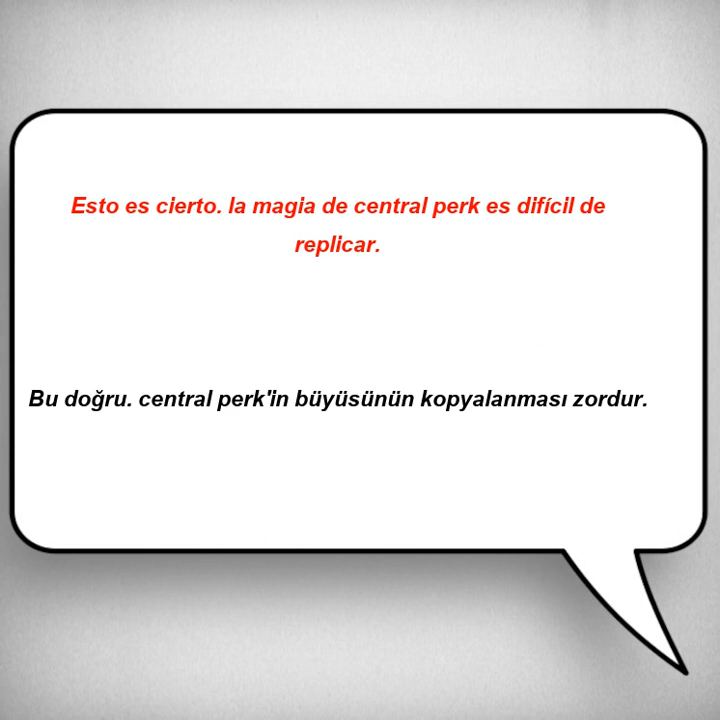 Esto es cierto. la magia de central perk es difícil de
replicar.
Bu doğru. central perk'in büyüsünün kopyalanması zordur.